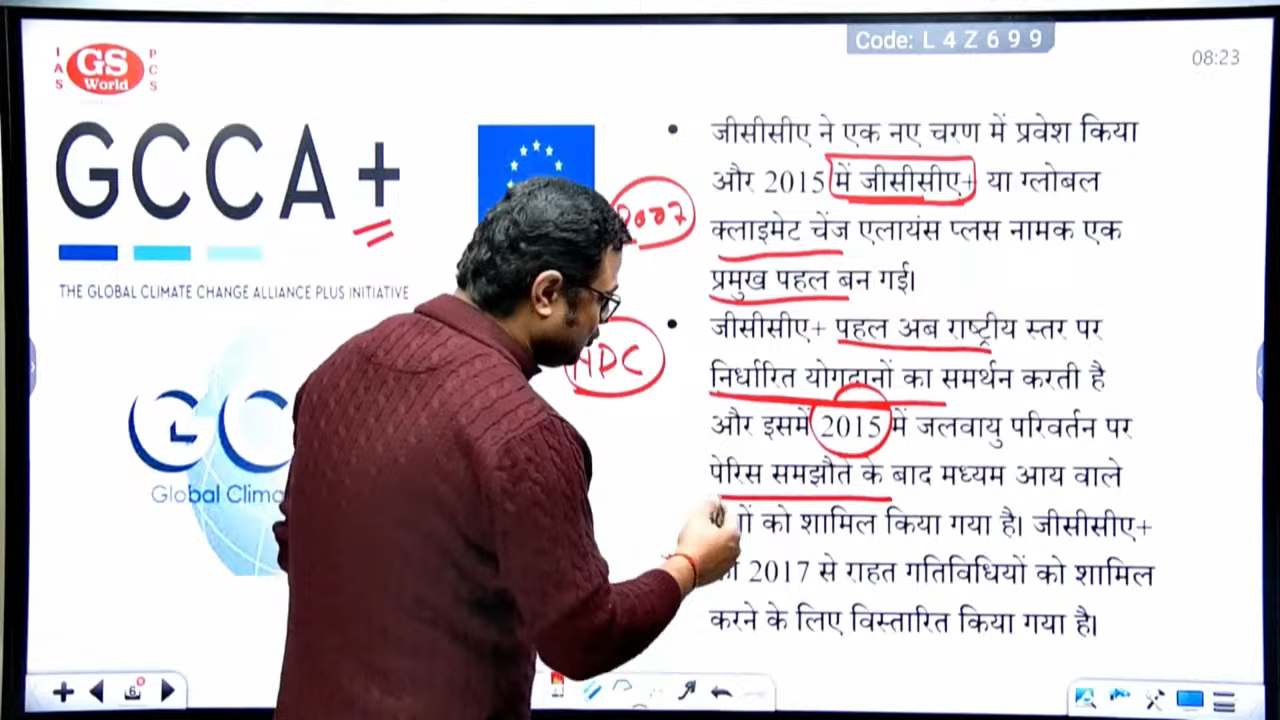 Code: L 4 Z 6 9 9
08:23
IAS
GS
World
PCS
GCCA+
THE GLOBAL CLIMATE CHANGE ALLIANCE PLUS INITIATIVE
GC
Global Clima
2007
• जीसीसीए ने एक नए चरण में प्रवेश किया
और 2015 में जीसीसीए+ या ग्लोबल
क्लाइमेट चेंज एलायंस प्लस नामक एक
प्रमुख पहल बन गई।
• जीसीसीए+ पहल अब राष्ट्रीय स्तर पर
निर्धारित योगदानों का समर्थन करती है
और इसमें 2015 में जलवायु परिवर्तन पर
पेरिस समझौते के बाद मध्यम आय वाले
को शामिल किया गया है। जीसीसीए+
2017 से राहत गतिविधियों को शामिल
करने के लिए विस्तारित किया गया है।
6